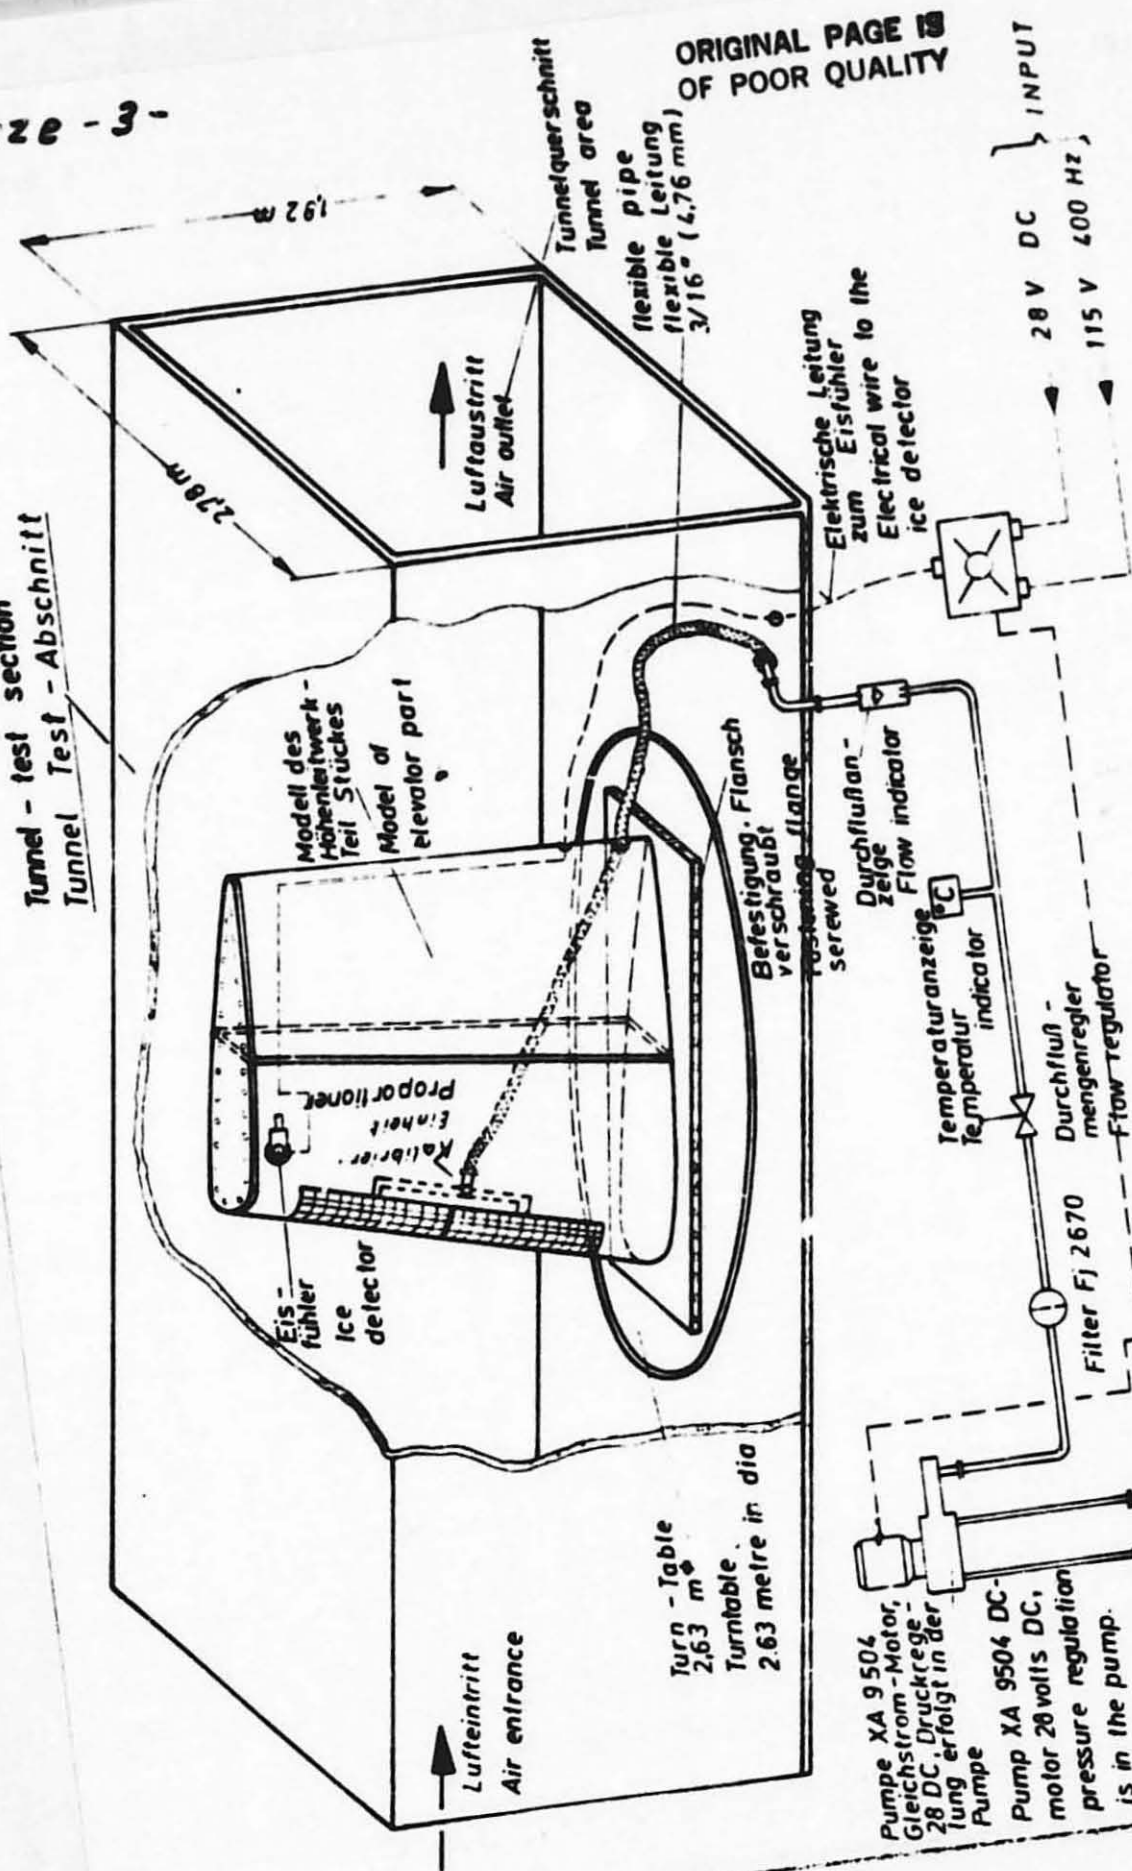 ze - 3 -
ORIGINAL PAGE IS
OF POOR QUALITY
Tunnel - test section
Tunnel Test - Abschnitt
2,78 m
1,92 m
Tunnelquerschnitt
Tunnel area
flexible pipe
flexible Leitung
3/16" (4,76 mm)
Luftaustritt
Air outlet
Elektrische Leitung
zum Eisfühler
Electrical wire to the
ice detector
28 V DC
115 V 400 Hz
INPUT
Modell des
Höhenleitwerk-
Teil Stückes
Model of
elevator part
Proportionet
Einheit
Kalibrier.
Eis-
fühler
Ice
detector
Befestigung. Flansch
verschraubt
Fastening flange
serewed
Durchflußan-
zeige
Flow indicator
°C
Temperaturanzeige
Temperatur
indicator
Durchfluß-
mengenregler
Flow regulator
Filter Fj 2670
Lufteintritt
Air entrance
Turn - Table
2,63 m⌀
Turntable.
2.63 metre in dia
Pumpe XA 9504
Gleichstrom-Motor,
28 DC, Druckrege-
lung erfolgt in der
Pumpe
Pump XA 9504 DC-
motor 28 volts DC,
pressure regulation
is in the pump.